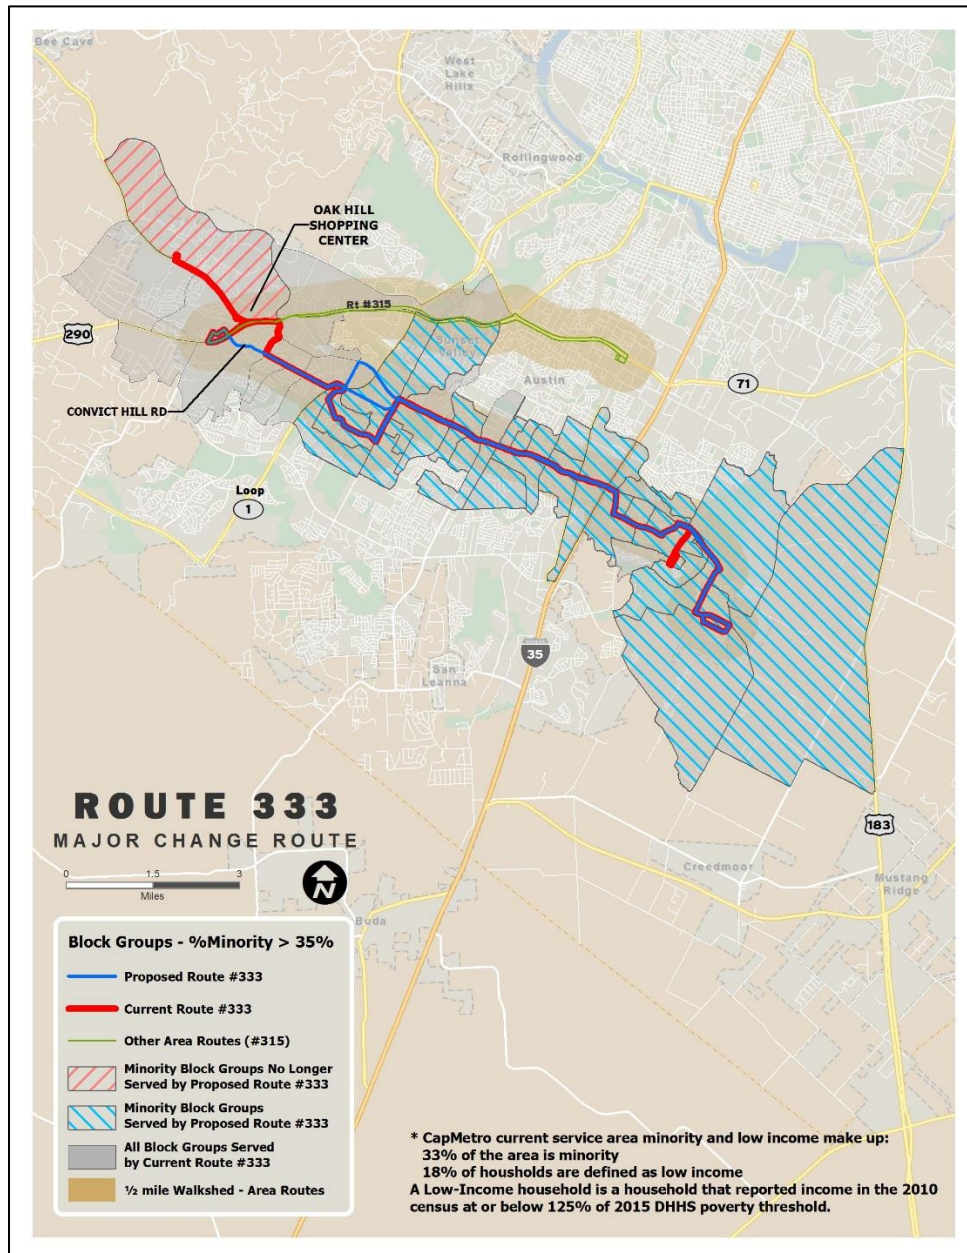 Bee Cave
West
Lake
Hills
Rollingwood
OAK HILL
SHOPPING
CENTER
Rt #315
290
Sunset
Valley
Austin
71
CONVICT HILL RD
Loop
1
35
San
Leanna
ROUTE 333
MAJOR CHANGE ROUTE
183
0 1.5 3
Miles
N
Creedmoor
Mustang
Ridge
Buda
Block Groups - %Minority > 35%
Proposed Route #333
Current Route #333
Other Area Routes (#315)
Minority Block Groups No Longer
Served by Proposed Route #333
Minority Block Groups
Served by Proposed Route #333
All Block Groups Served
by Current Route #333
½ mile Walkshed - Area Routes
* CapMetro current service area minority and low income make up:
33% of the area is minority
18% of housholds are defined as low income
A Low-Income household is a household that reported income in the 2010
census at or below 125% of 2015 DHHS poverty threshold.